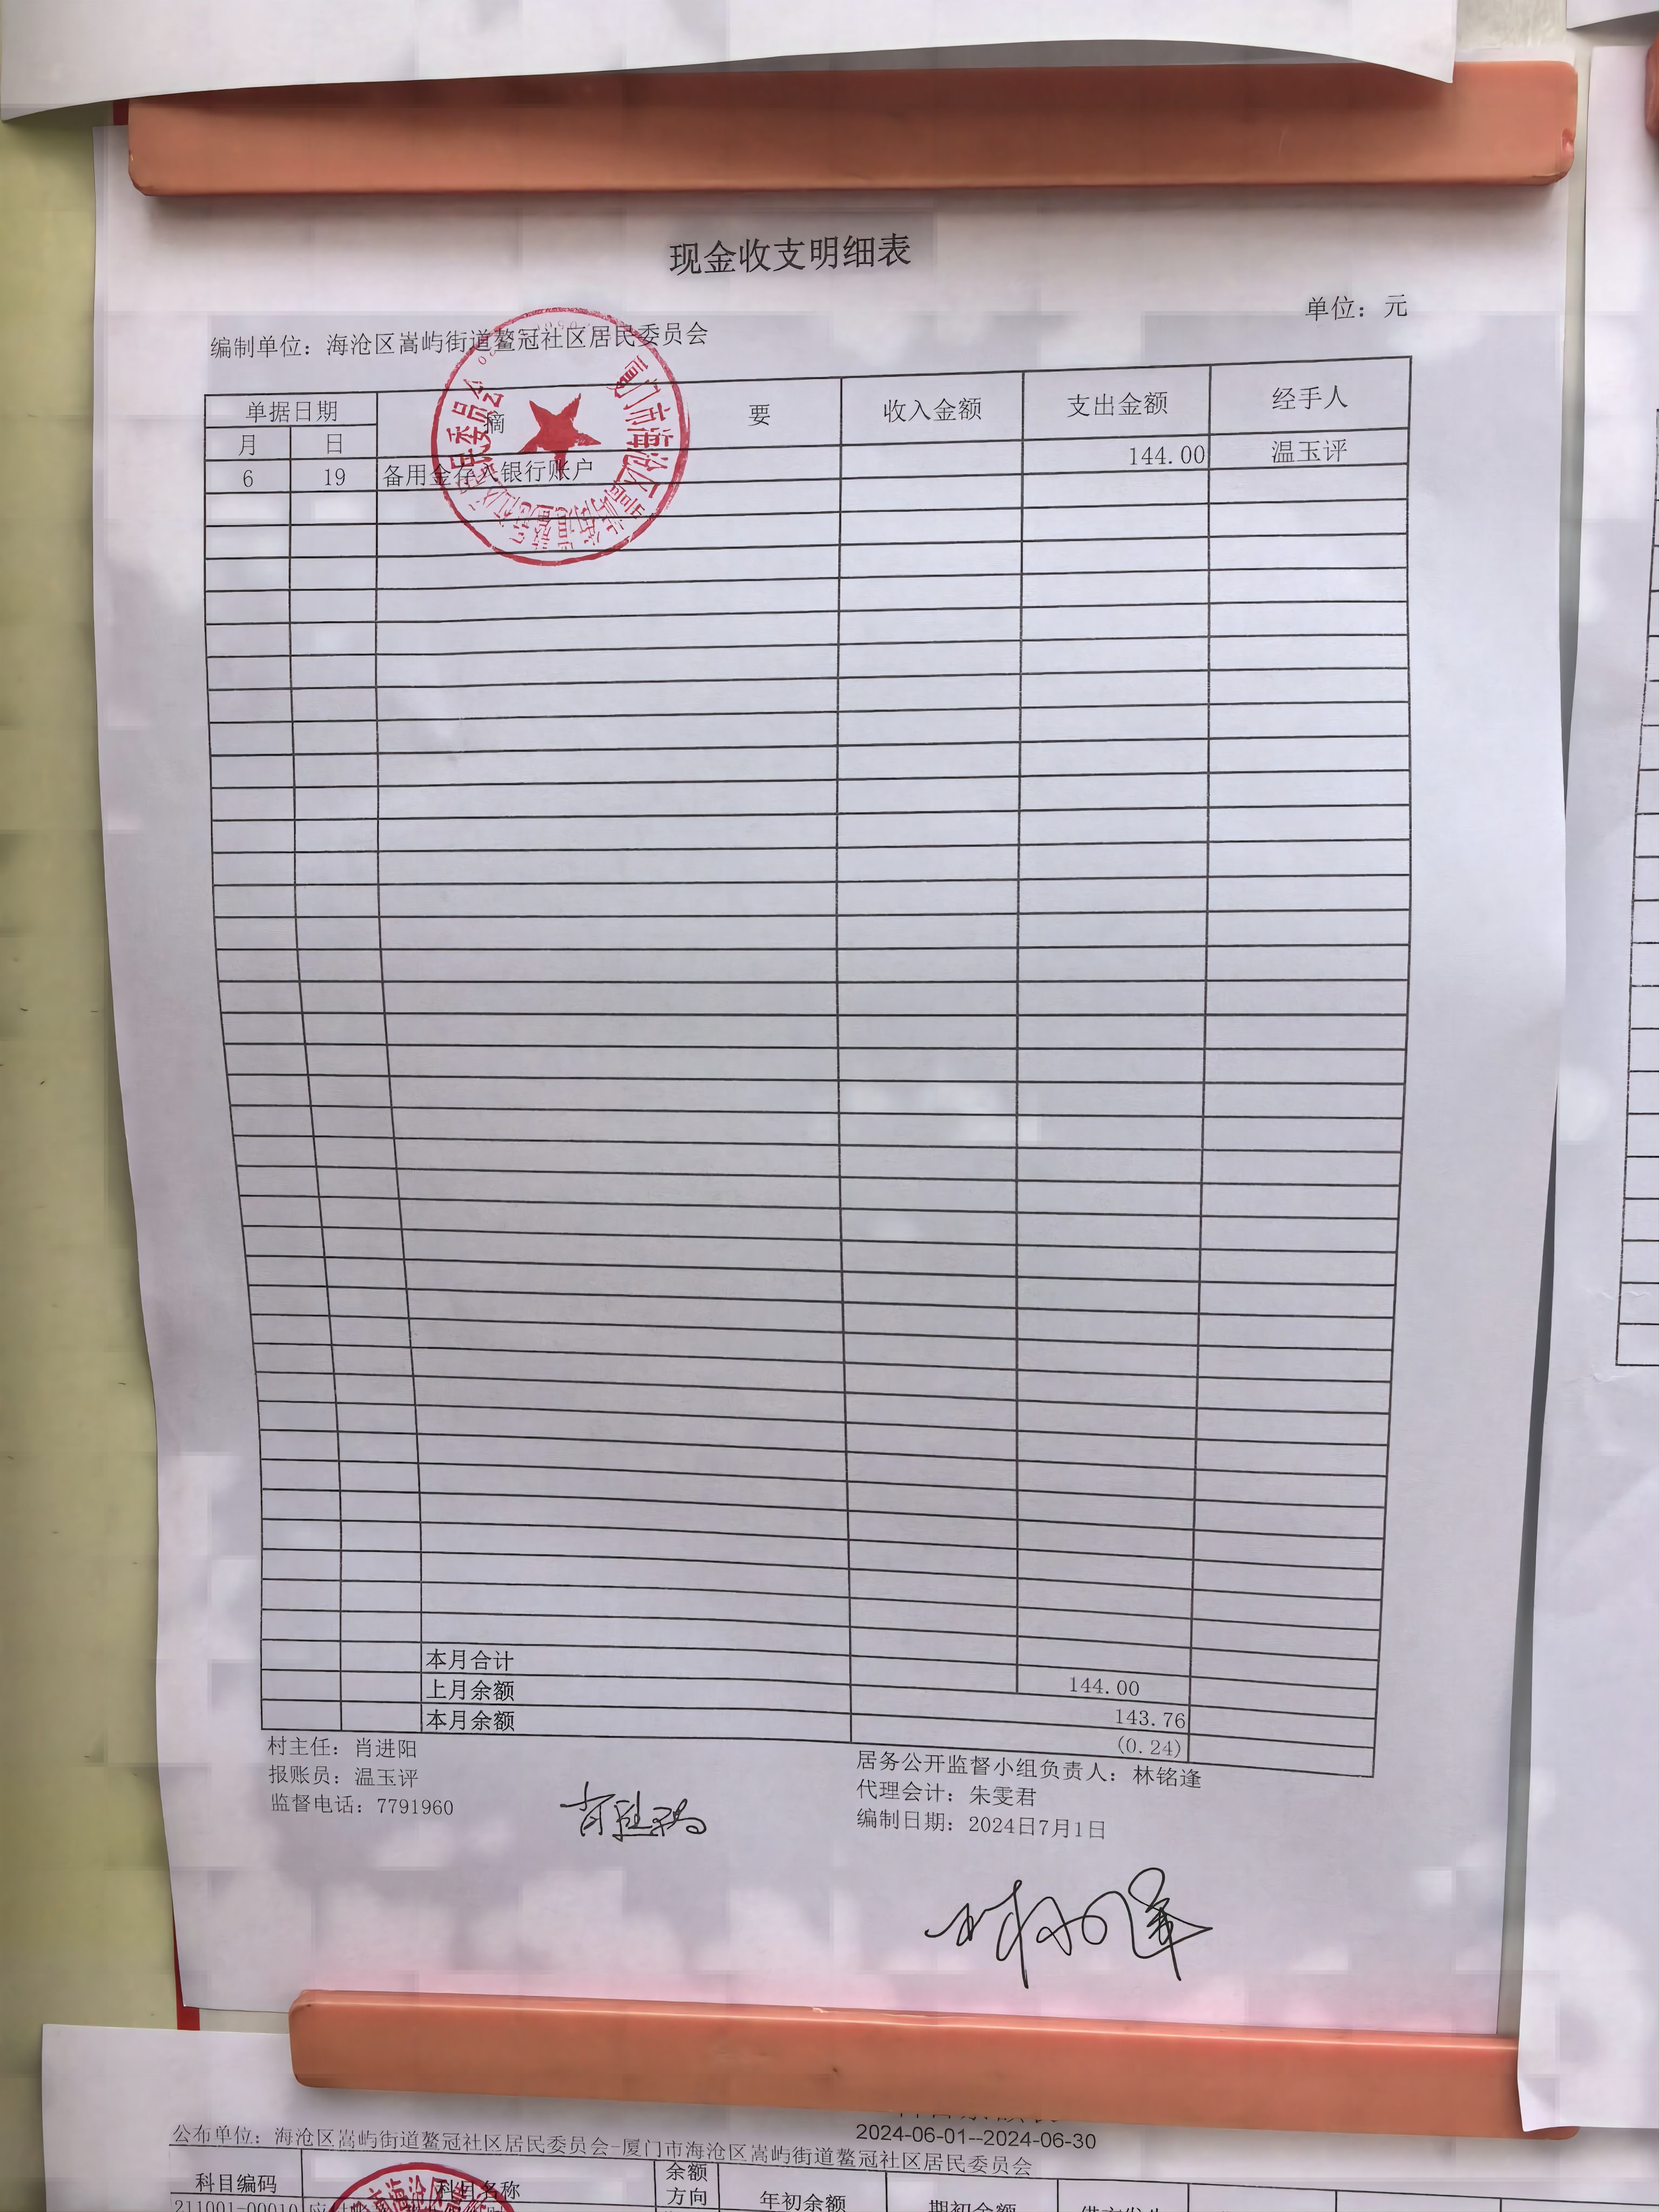 现金收支明细表
单位：元
编制单位：海沧区嵩屿街道鳌冠社区居民委员会
单据日期 摘 要 收入金额 支出金额 经手人
月 日
6 19 备用金存入银行账户 144.00 温玉评
本月合计 144.00
上月余额 143.76
本月余额 (0.24)
村主任：肖进阳
报账员：温玉评
监督电话：7791960
居务公开监督小组负责人：林铭逢
代理会计：朱雯君
编制日期：2024日7月1日
2024-06-01--2024-06-30
公布单位：海沧区嵩屿街道鳌冠社区居民委员会-厦门市海沧区嵩屿街道鳌冠社区居民委员会
科目编码 科目名称 余额方向 年初余额 期初余额
211001-00010